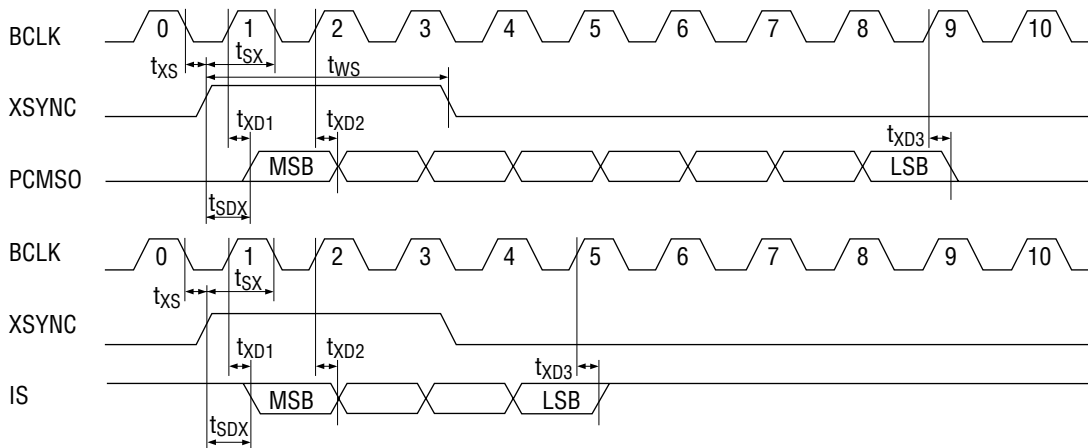 BCLK 0 1 2 3 4 5 6 7 8 9 10
tXS tSX tWS
XSYNC
tXD1 tXD2 tXD3
PCMSO MSB LSB
tSDX
BCLK 0 1 2 3 4 5 6 7 8 9 10
tXS tSX
XSYNC
tXD1 tXD2 tXD3
IS MSB LSB
tSDX